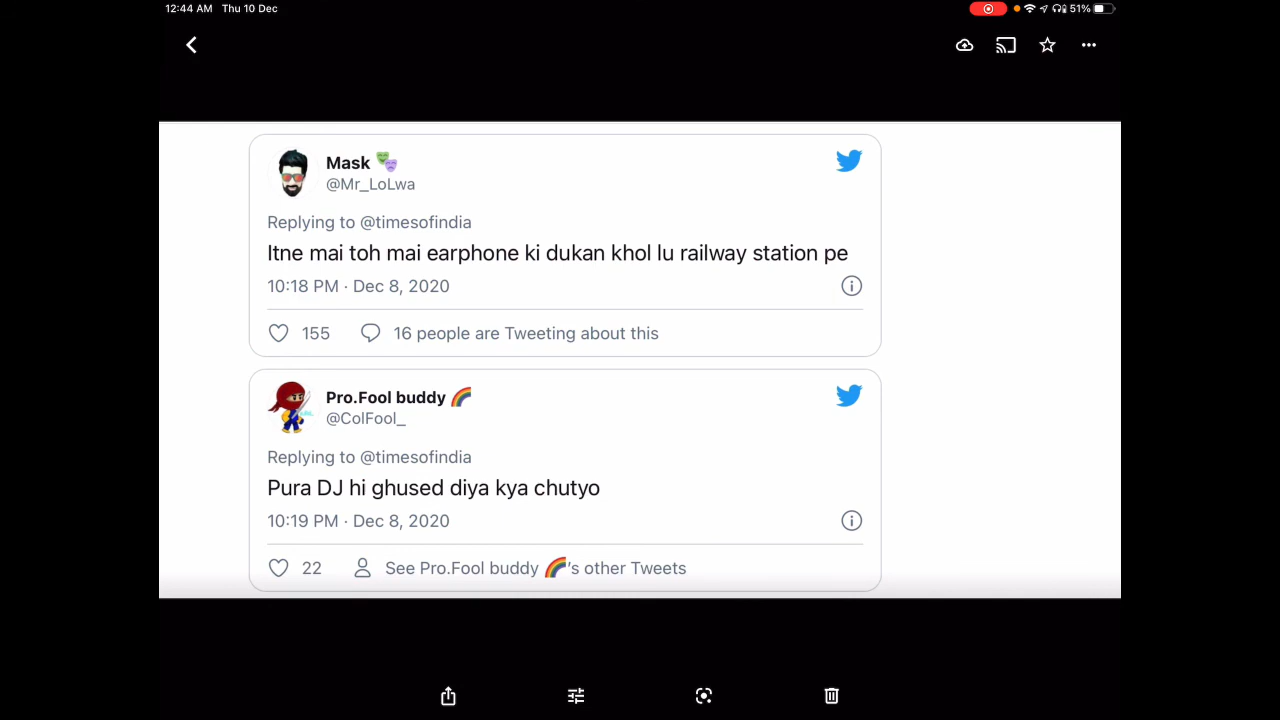 12:44 AM Thu 10 Dec
51%
Mask
@Mr_LoLwa
Replying to @timesofindia
Itne mai toh mai earphone ki dukan khol lu railway station pe
10:18 PM · Dec 8, 2020
155 16 people are Tweeting about this
Pro.Fool buddy 🌈
@ColFool_
Replying to @timesofindia
Pura DJ hi ghused diya kya chutyo
10:19 PM · Dec 8, 2020
22 See Pro.Fool buddy 🌈's other Tweets